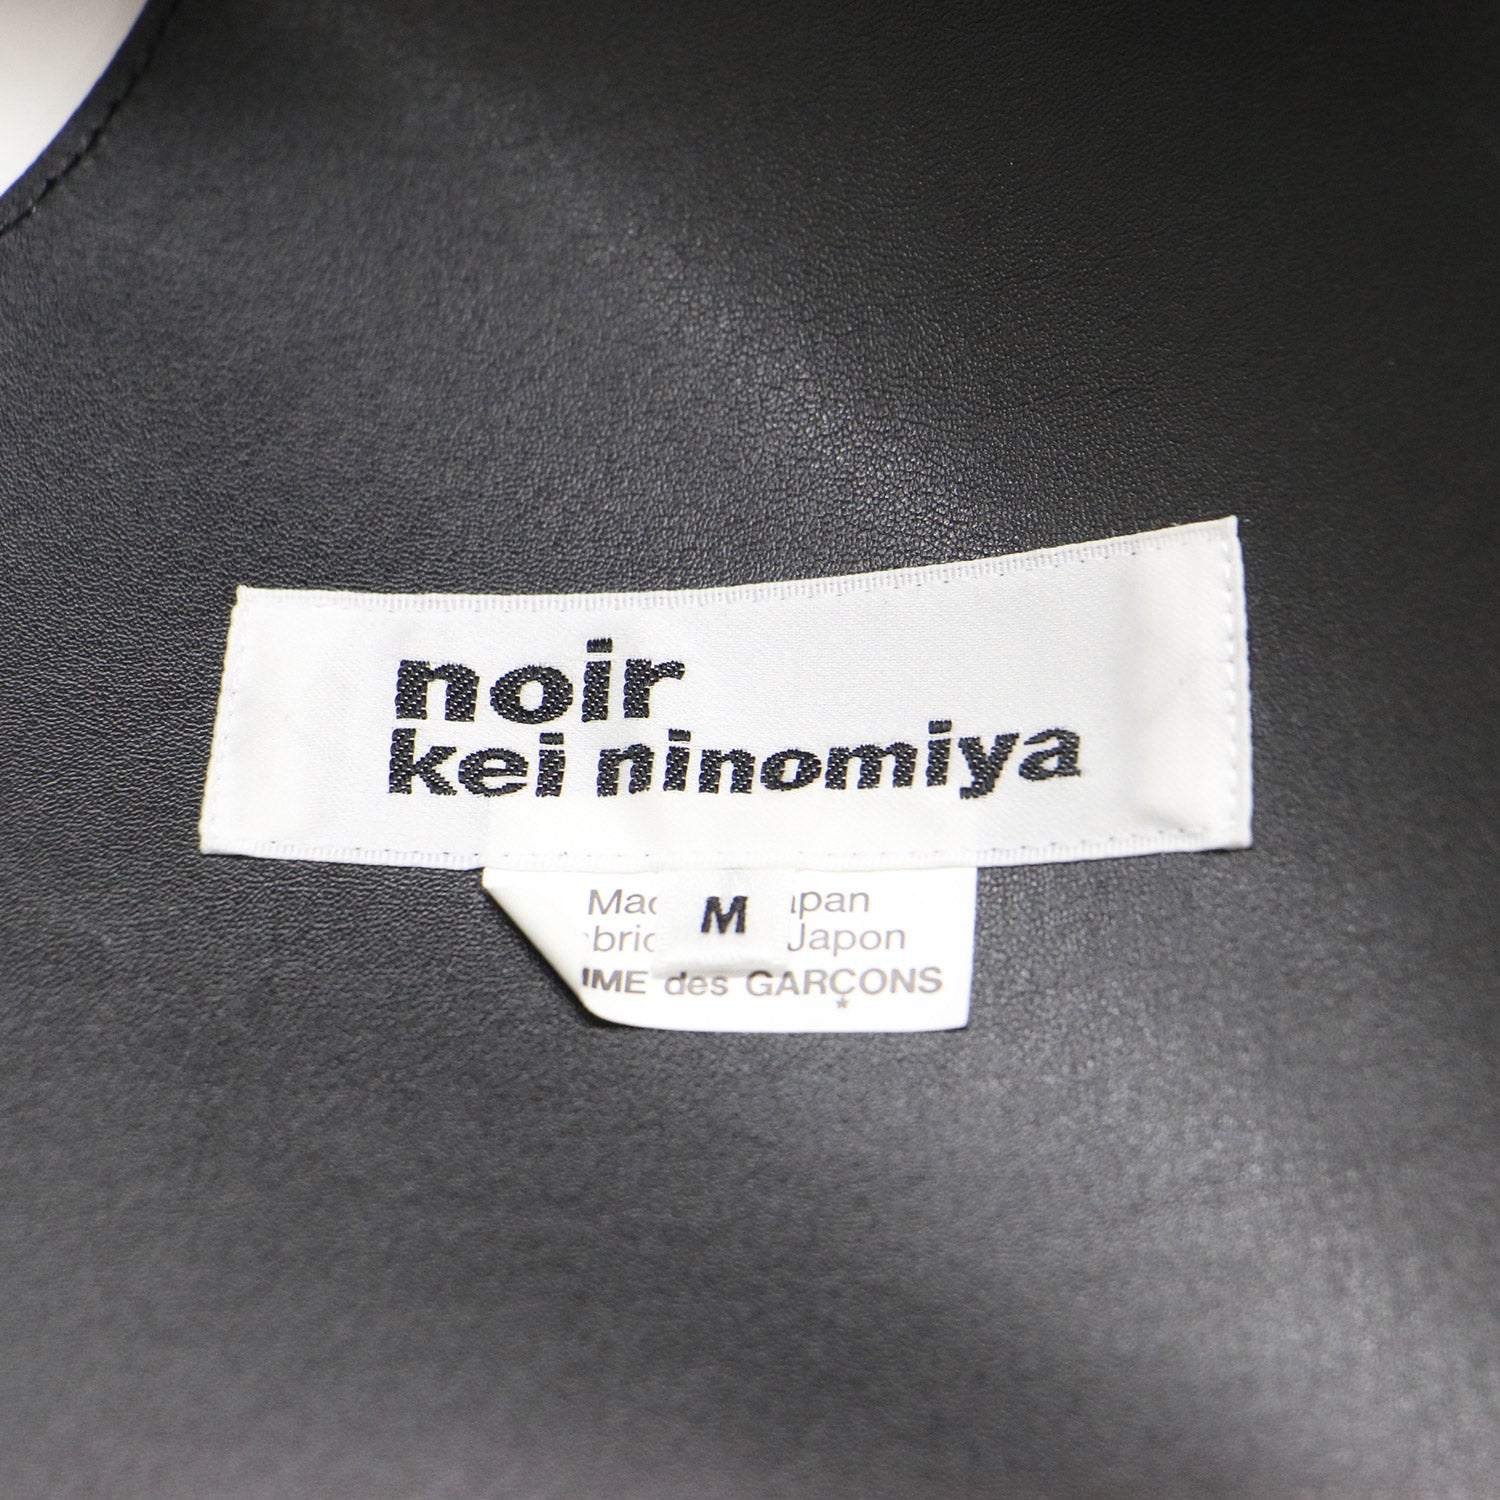 noir
kei ninomiya
M
Japon
des GARÇONS
*